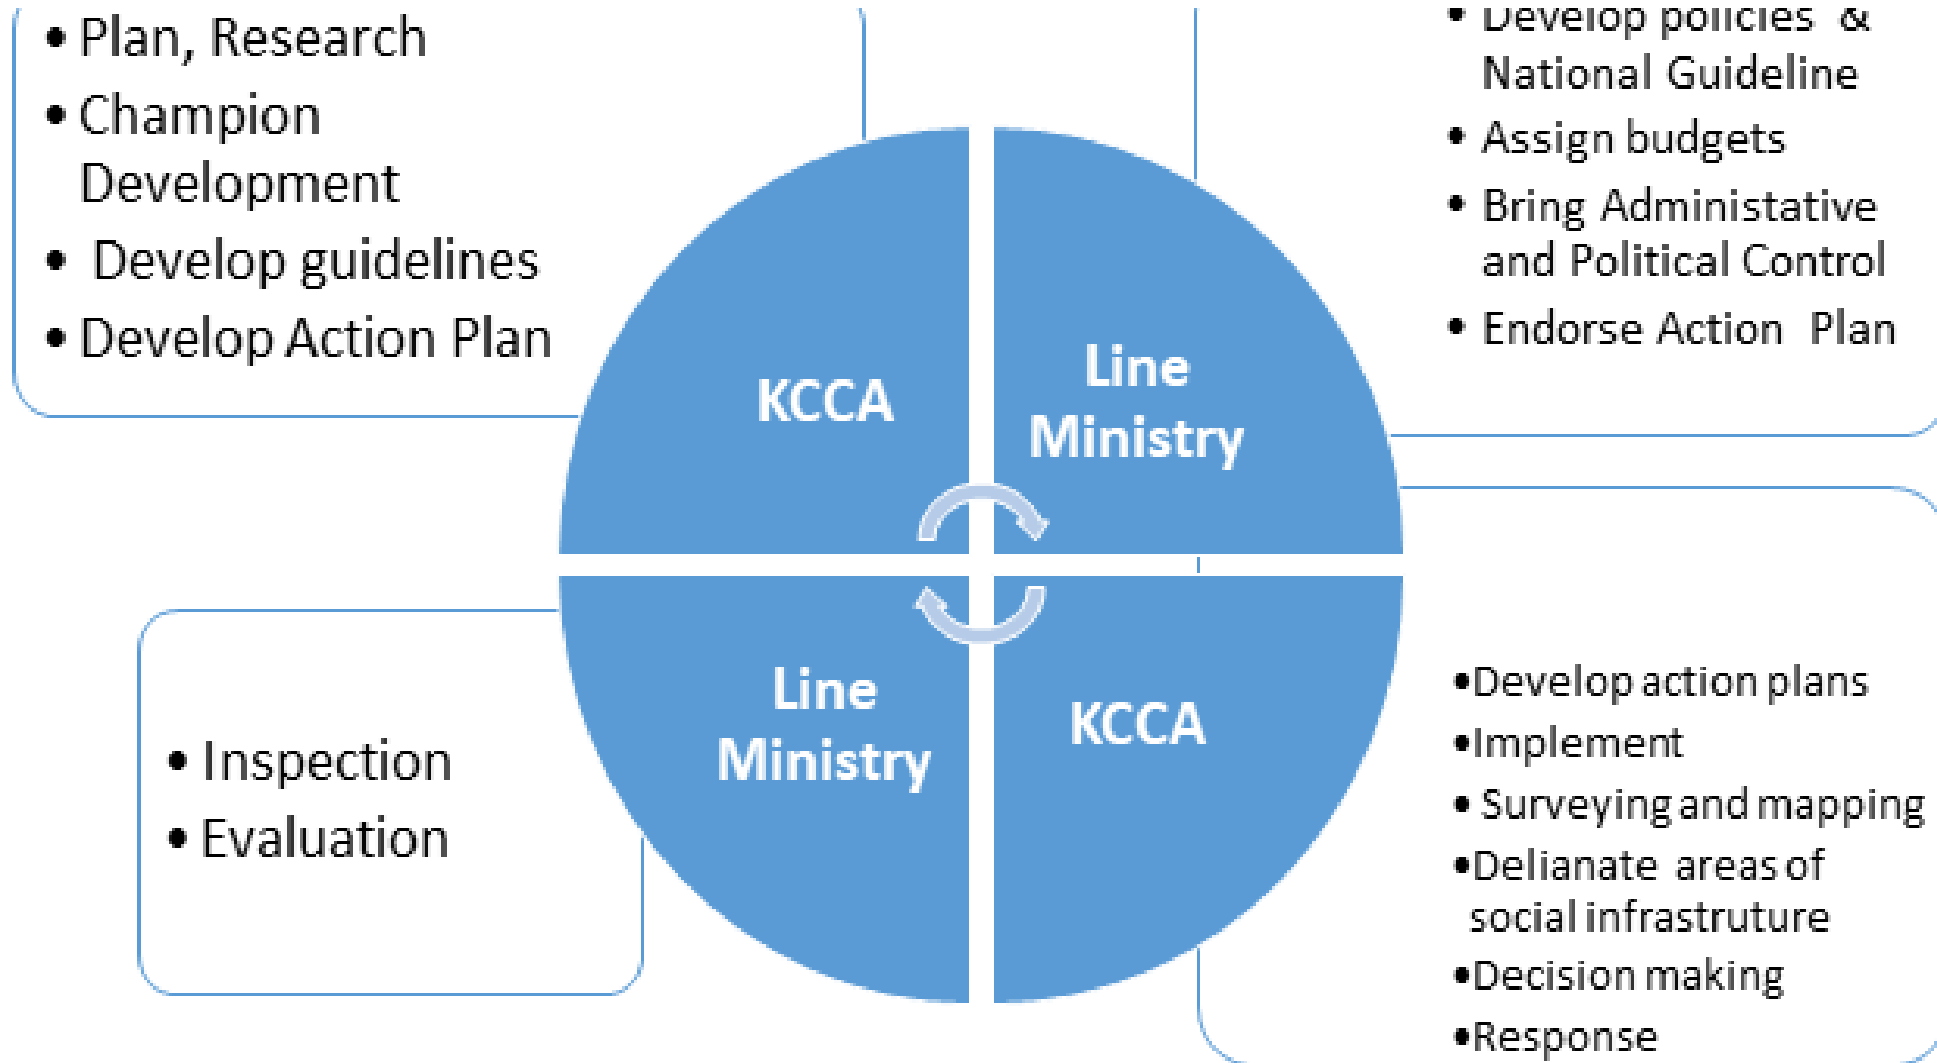 • Plan, Research
• Champion
Development
• Develop guidelines
• Develop Action Plan
• Develop policies &
National Guideline
• Assign budgets
• Bring Administative
and Political Control
• Endorse Action Plan
KCCA
Line
Ministry
Line
Ministry
KCCA
• Inspection
• Evaluation
•Develop action plans
•Implement
• Surveying and mapping
•Delianate areas of
social infrastruture
•Decision making
•Response